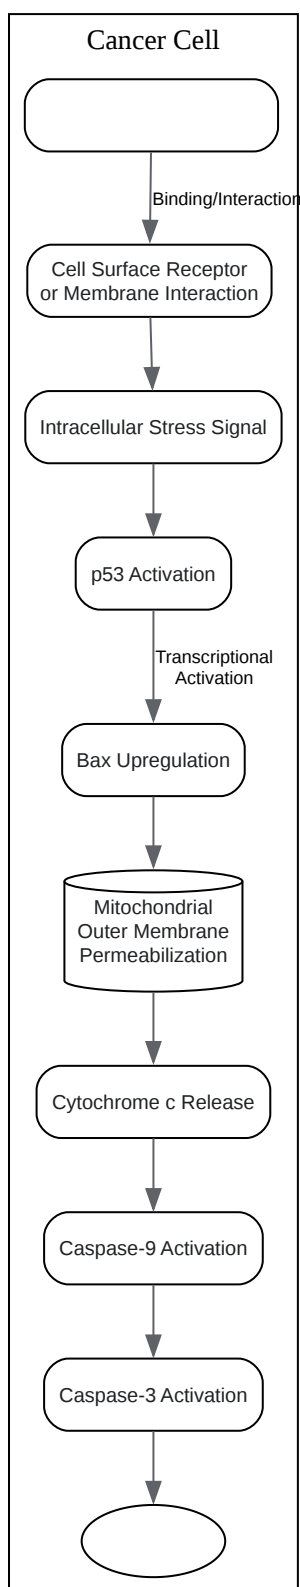 Cancer Cell
Binding/Interaction
Cell Surface Receptor
or Membrane Interaction
Intracellular Stress Signal
p53 Activation
Transcriptional
Activation
Bax Upregulation
Mitochondrial
Outer Membrane
Permeabilization
Cytochrome c Release
Caspase-9 Activation
Caspase-3 Activation